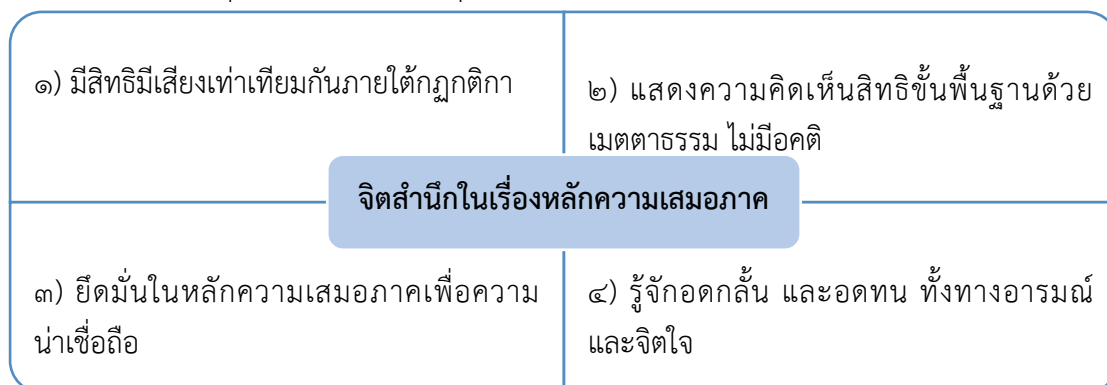 ๑) มีสิทธิมีเสียงเท่าเทียมกันภายใต้กฎกติกา
๒) แสดงความคิดเห็นสิทธิขั้นพื้นฐานด้วย
เมตตาธรรม ไม่มีอคติ
จิตสำนึกในเรื่องหลักความเสมอภาค
๓) ยึดมั่นในหลักความเสมอภาคเพื่อความ
น่าเชื่อถือ
๔) รู้จักอดกลั้น และอดทน ทั้งทางอารมณ์
และจิตใจ